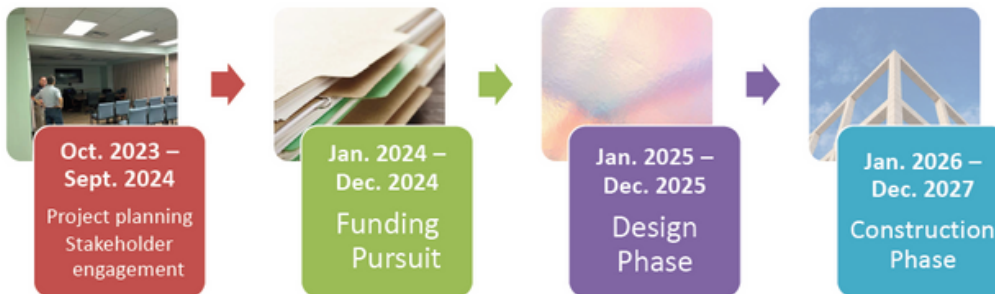 Oct. 2023 –
Sept. 2024
Project planning
Stakeholder
engagement
Jan. 2024 –
Dec. 2024
Funding
Pursuit
Jan. 2025 –
Dec. 2025
Design
Phase
Jan. 2026 –
Dec. 2027
Construction
Phase